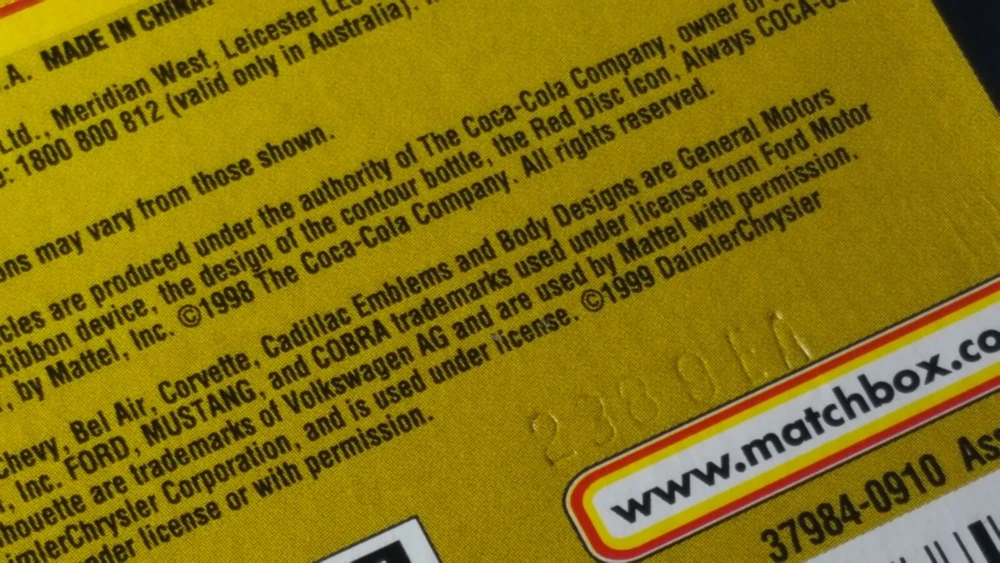 .A. MADE IN CHINA.
Ltd., Meridian West, Leicester
: 1800 800 812 (valid only in Australia).
ons may vary from those shown.
cles are produced under the authority of The Coca-Cola Company, owner of
Ribbon device, the design of the contour bottle, the Red Disc Icon, Always COCA-CO
, by Mattel, Inc. ©1998 The Coca-Cola Company. All rights reserved.
Chevy, Bel Air, Corvette, Cadillac Emblems and Body Designs are General Motors
, Inc. FORD, MUSTANG, and COBRA trademarks used under license from Ford Motor
houette are trademarks of Volkswagen AG and are used by Mattel with permission.
aimlerChrysler Corporation, and is used under license. ©1999 DaimlerChrysler
nder license or with permission.
www.matchbox.co
37984-0910 Ass